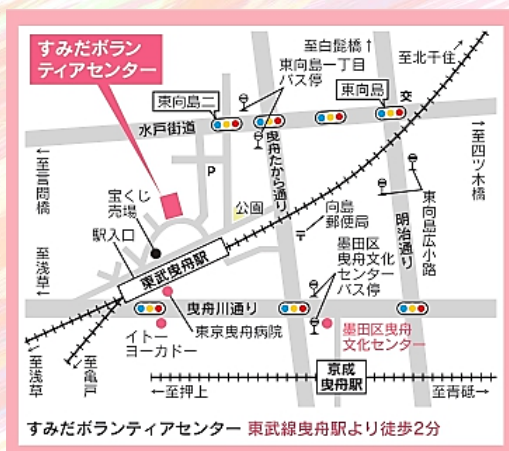 すみだボラン
ティアセンター
至白髭橋↑
至北千住→
東向島一丁目
バス停
東向島二
東向島
交
水戸街道
曳舟たから通り
→至四ツ木橋
←至言問橋
P
宝くじ
売場
公園
向島
郵便局
〒
明治通り
東向島広小路
駅入口
←至浅草
東武曳舟駅
墨田区
曳舟文化
センター
バス停
曳舟川通り
東京曳舟病院
イトー
ヨーカドー
墨田区曳舟
文化センター
←至浅草
←至亀戸
←至押上
京成
曳舟駅
至青砥→
すみだボランティアセンター 東武線曳舟駅より徒歩2分